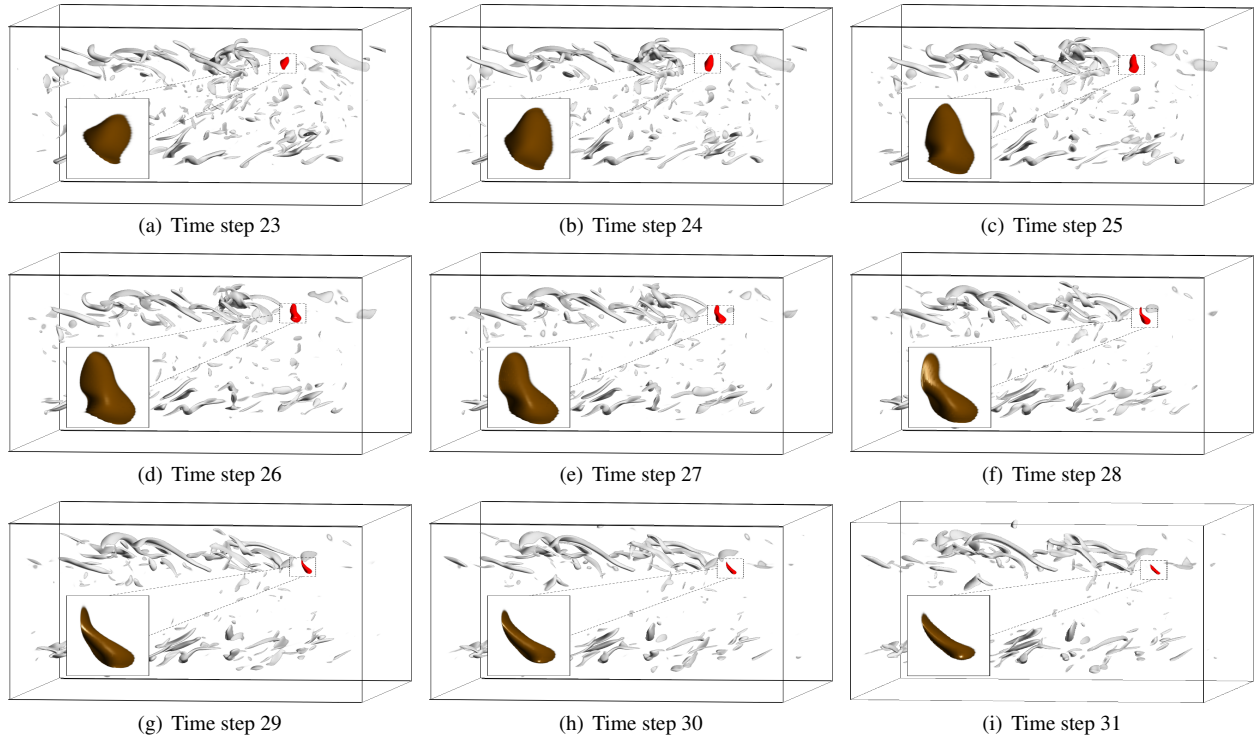 (a) Time step 23
(b) Time step 24
(c) Time step 25
(d) Time step 26
(e) Time step 27
(f) Time step 28
(g) Time step 29
(h) Time step 30
(i) Time step 31